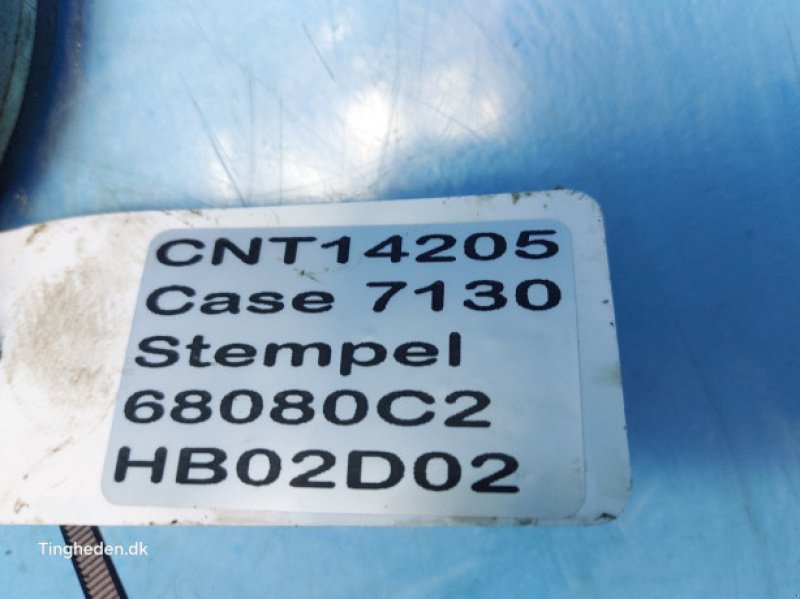 CNT14205
Case 7130
Stempel
68080C2
HB02D02
Tingheden.dk